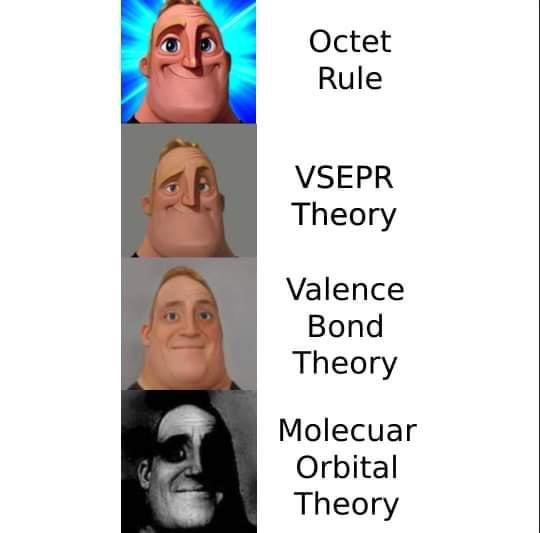 Octet
Rule
VSEPR
Theory
Valence
Bond
Theory
Molecuar
Orbital
Theory